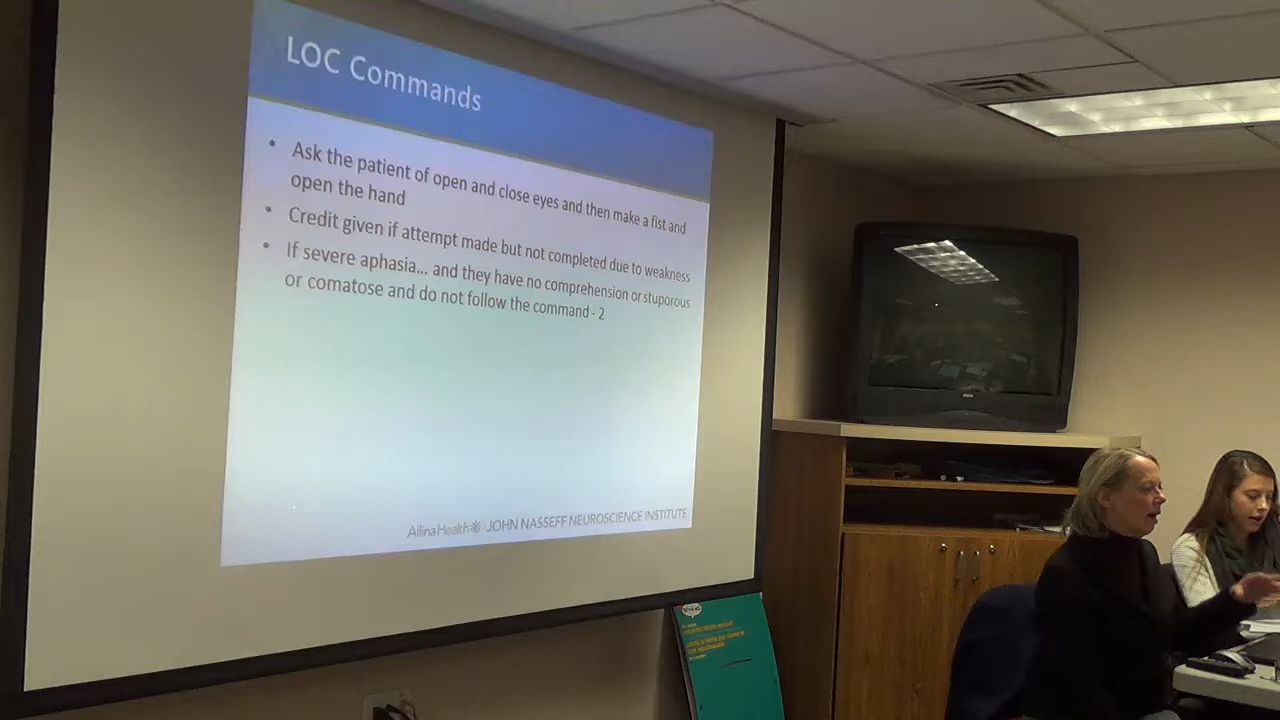 LOC Commands
• Ask the patient of open and close eyes and then make a fist and
open the hand
• Credit given if attempt made but not completed due to weakness
• If severe aphasia... and they have no comprehension or stuporous
or comatose and do not follow the command - 2
AllinaHealth JOHN NASSEFF NEUROSCIENCE INSTITUTE